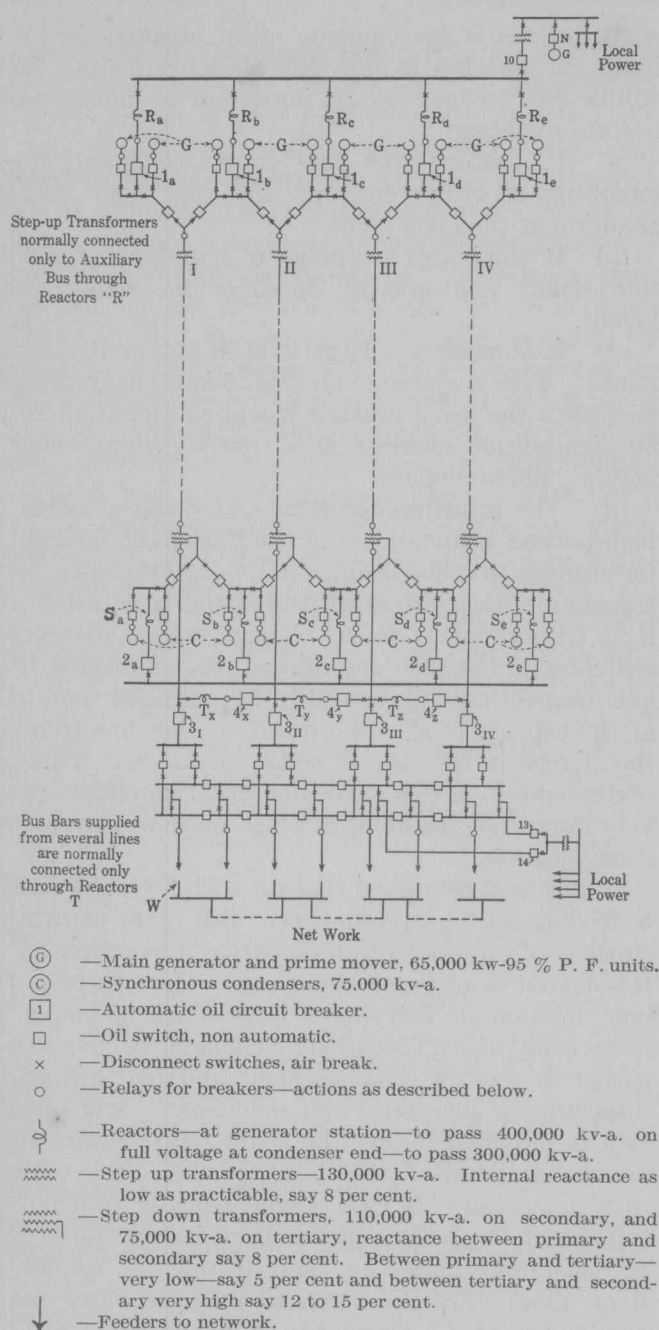 N
10
G
Local
Power
Ra Rb Rc Rd Re
G G G G
1a 1b 1c 1d 1e
Step-up Transformers
normally connected
only to Auxiliary
Bus through
Reactors "R"
I II III IV
Sa Sb Sc Sd Se
C C C C
2a 2b 2c 2d 2e
Tx 4x Ty 4y Tz 4z
3I 3II 3III 3IV
Bus Bars supplied
from several lines
are normally
connected only
through Reactors
T
13
14
W
Local
Power
Net Work
G —Main generator and prime mover, 65,000 kw-95 % P. F. units.
C —Synchronous condensers, 75,000 kv-a.
1 —Automatic oil circuit breaker.
—Oil switch, non automatic.
—Disconnect switches, air break.
—Relays for breakers—actions as described below.
—Reactors—at generator station—to pass 400,000 kv-a. on
full voltage at condenser end—to pass 300,000 kv-a.
—Step up transformers—130,000 kv-a. Internal reactance as
low as practicable, say 8 per cent.
—Step down transformers, 110,000 kv-a. on secondary, and
75,000 kv-a. on tertiary, reactance between primary and
secondary say 8 per cent. Between primary and tertiary—
very low—say 5 per cent and between tertiary and second-
ary very high say 12 to 15 per cent.
—Feeders to network.